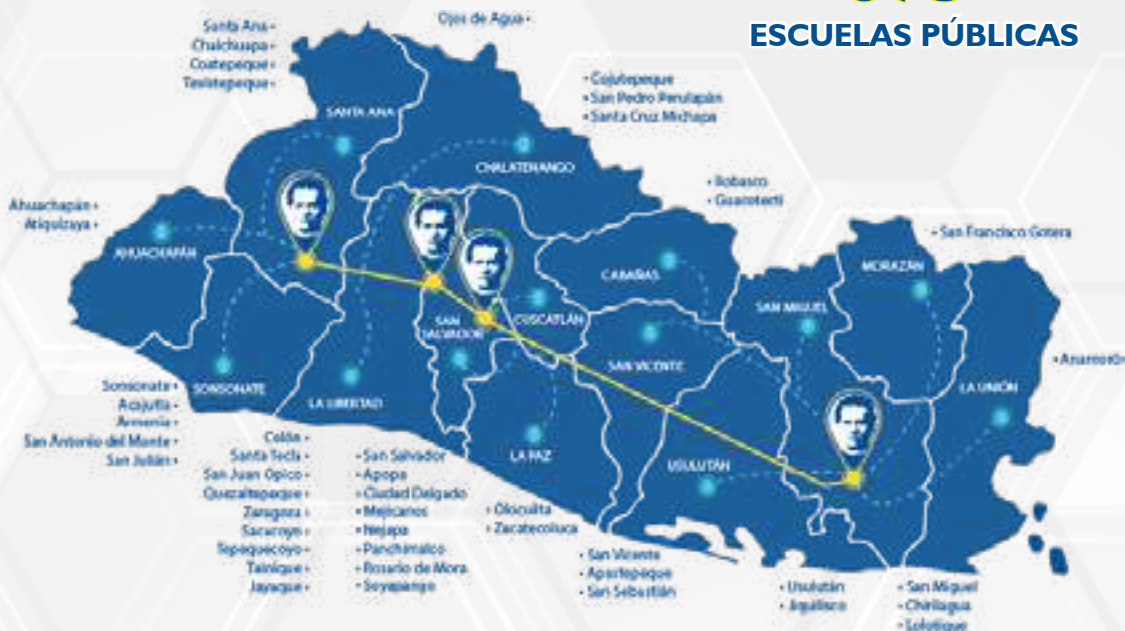 ESCUELAS PÚBLICAS
Santa Ana •
Chalchuapa •
Coatepeque •
Texistepeque •
Ojos de Agua •
• Cojutepeque
• San Pedro Perulapán
• Santa Cruz Michapa
• Ilobasco
• Guacotecti
• San Francisco Gotera
• Anamorós
Ahuachapán •
Atiquizaya •
SANTA ANA
CHALATENANGO
AHUACHAPÁN
CABAÑAS
MORAZÁN
SAN MIGUEL
CUSCATLÁN
SAN
SALVADOR
SAN VICENTE
SONSONATE
LA LIBERTAD
LA UNIÓN
LA PAZ
USULUTÁN
Sonsonate •
Acajutla •
Armenia •
San Antonio del Monte •
San Julián •
Colón •
Santa Tecla •
San Juan Opico •
Quezaltepeque •
Zaragoza •
Sacacoyo •
Tepequecoyo •
Talnique •
Jayaque •
• San Salvador
• Apopa
• Ciudad Delgado
• Mejicanos
• Nejapa
• Panchimalco
• Rosario de Mora
• Soyapango
• Olocuilta
• Zacatecoluca
• San Vicente
• Apastepeque
• San Sebastián
• Usulután
• Jiquilisco
• San Miguel
• Chirilagua
• Lolotique